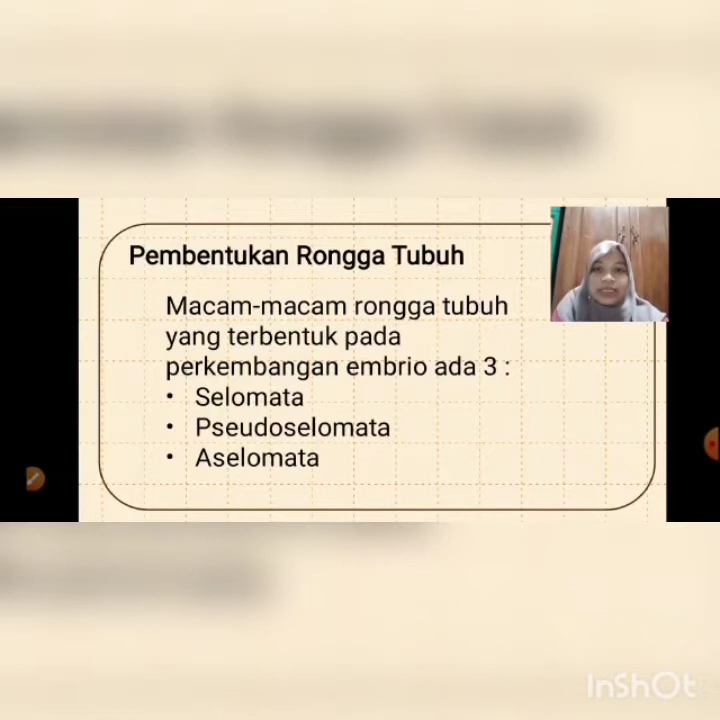 Pembentukan Rongga Tubuh
Macam-macam rongga tubuh
yang terbentuk pada
perkembangan embrio ada 3 :
• Selomata
• Pseudoselomata
• Aselomata
InShOt